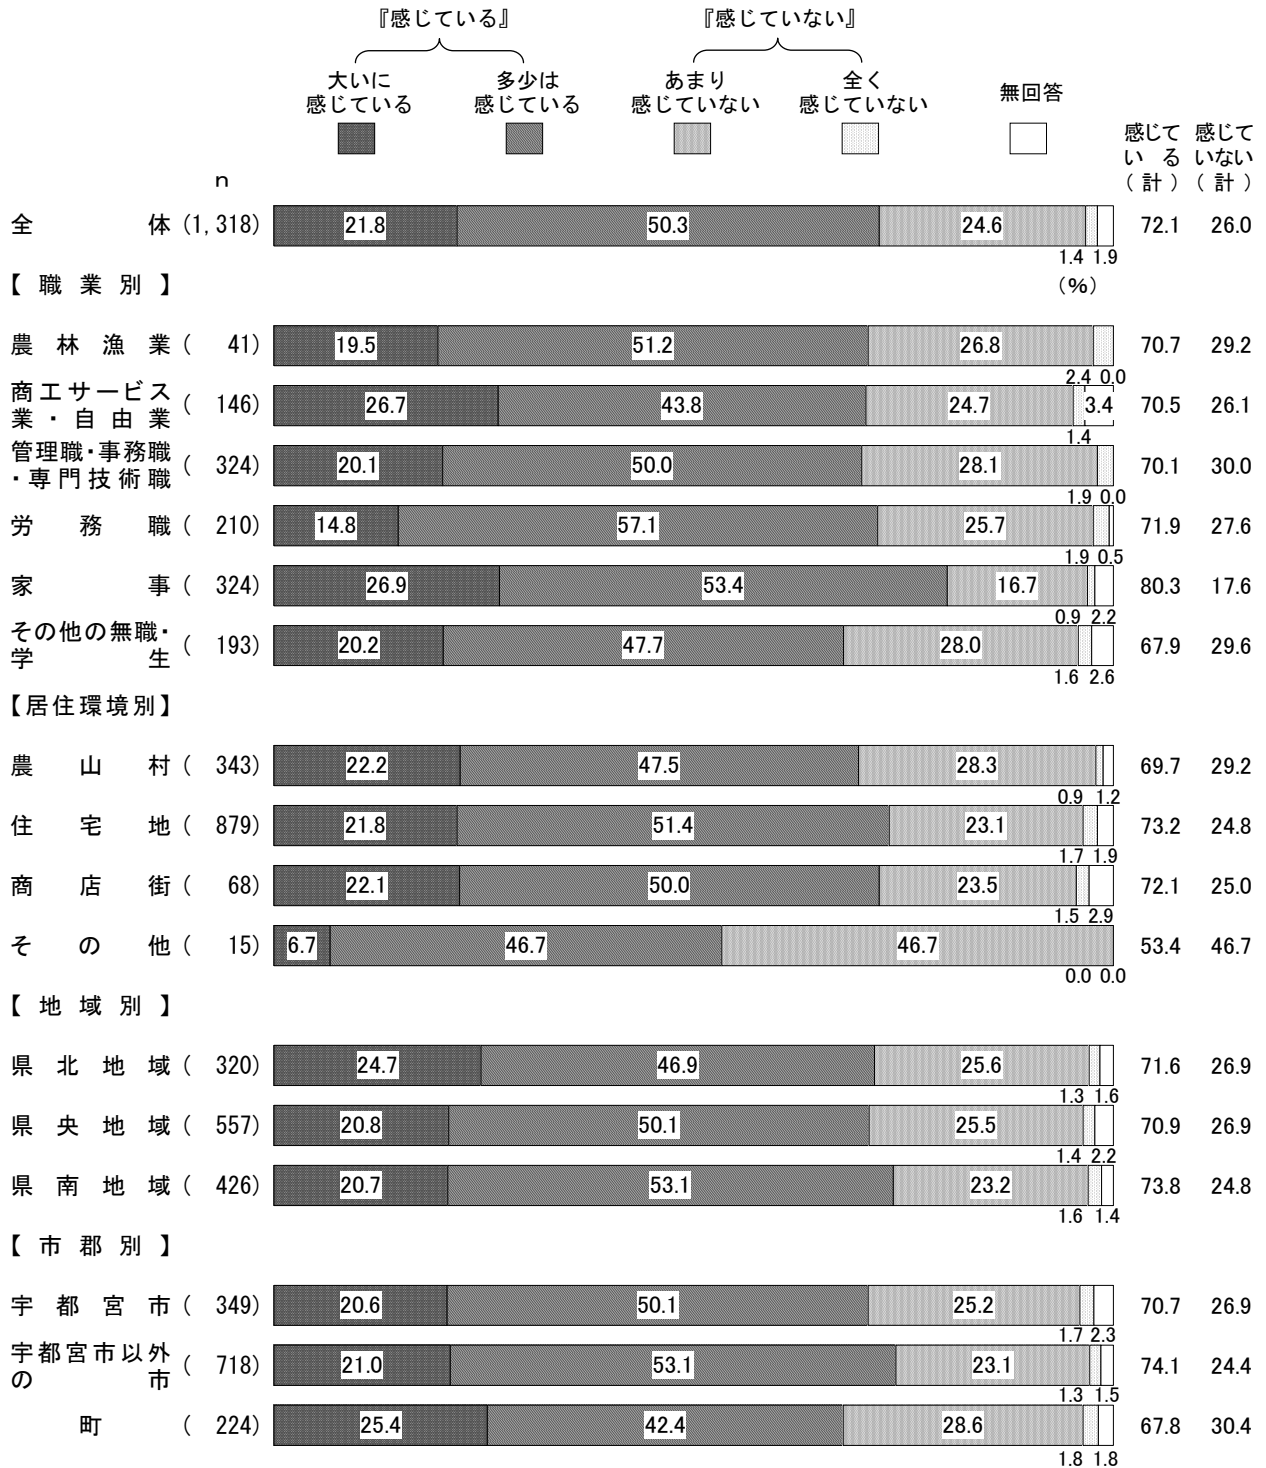 『感じている』 『感じていない』
大いに 多少は あまり 全く
感じている 感じている 感じていない 感じていない 無回答
感じて 感じて
い る いない
n (計) (計)
全 体 (1,318) 21.8 50.3 24.6 72.1 26.0
1.4 1.9
【 職 業 別 】 (%)
農 林 漁 業 ( 41) 19.5 51.2 26.8 70.7 29.2
2.4 0.0
商工サービス
業・自由業 ( 146) 26.7 43.8 24.7 3.4 70.5 26.1
1.4
管理職・事務職
・専門技術職 ( 324) 20.1 50.0 28.1 70.1 30.0
1.9 0.0
労 務 職 ( 210) 14.8 57.1 25.7 71.9 27.6
1.9 0.5
家 事 ( 324) 26.9 53.4 16.7 80.3 17.6
0.9 2.2
その他の無職・
学 生 ( 193) 20.2 47.7 28.0 67.9 29.6
1.6 2.6
【居住環境別】
農 山 村 ( 343) 22.2 47.5 28.3 69.7 29.2
0.9 1.2
住 宅 地 ( 879) 21.8 51.4 23.1 73.2 24.8
1.7 1.9
商 店 街 ( 68) 22.1 50.0 23.5 72.1 25.0
1.5 2.9
そ の 他 ( 15) 6.7 46.7 46.7 53.4 46.7
0.0 0.0
【 地 域 別 】
県 北 地 域 ( 320) 24.7 46.9 25.6 71.6 26.9
1.3 1.6
県 央 地 域 ( 557) 20.8 50.1 25.5 70.9 26.9
1.4 2.2
県 南 地 域 ( 426) 20.7 53.1 23.2 73.8 24.8
1.6 1.4
【 市 郡 別 】
宇 都 宮 市 ( 349) 20.6 50.1 25.2 70.7 26.9
1.7 2.3
宇都宮市以外
の 市 ( 718) 21.0 53.1 23.1 74.1 24.4
1.3 1.5
町 ( 224) 25.4 42.4 28.6 67.8 30.4
1.8 1.8